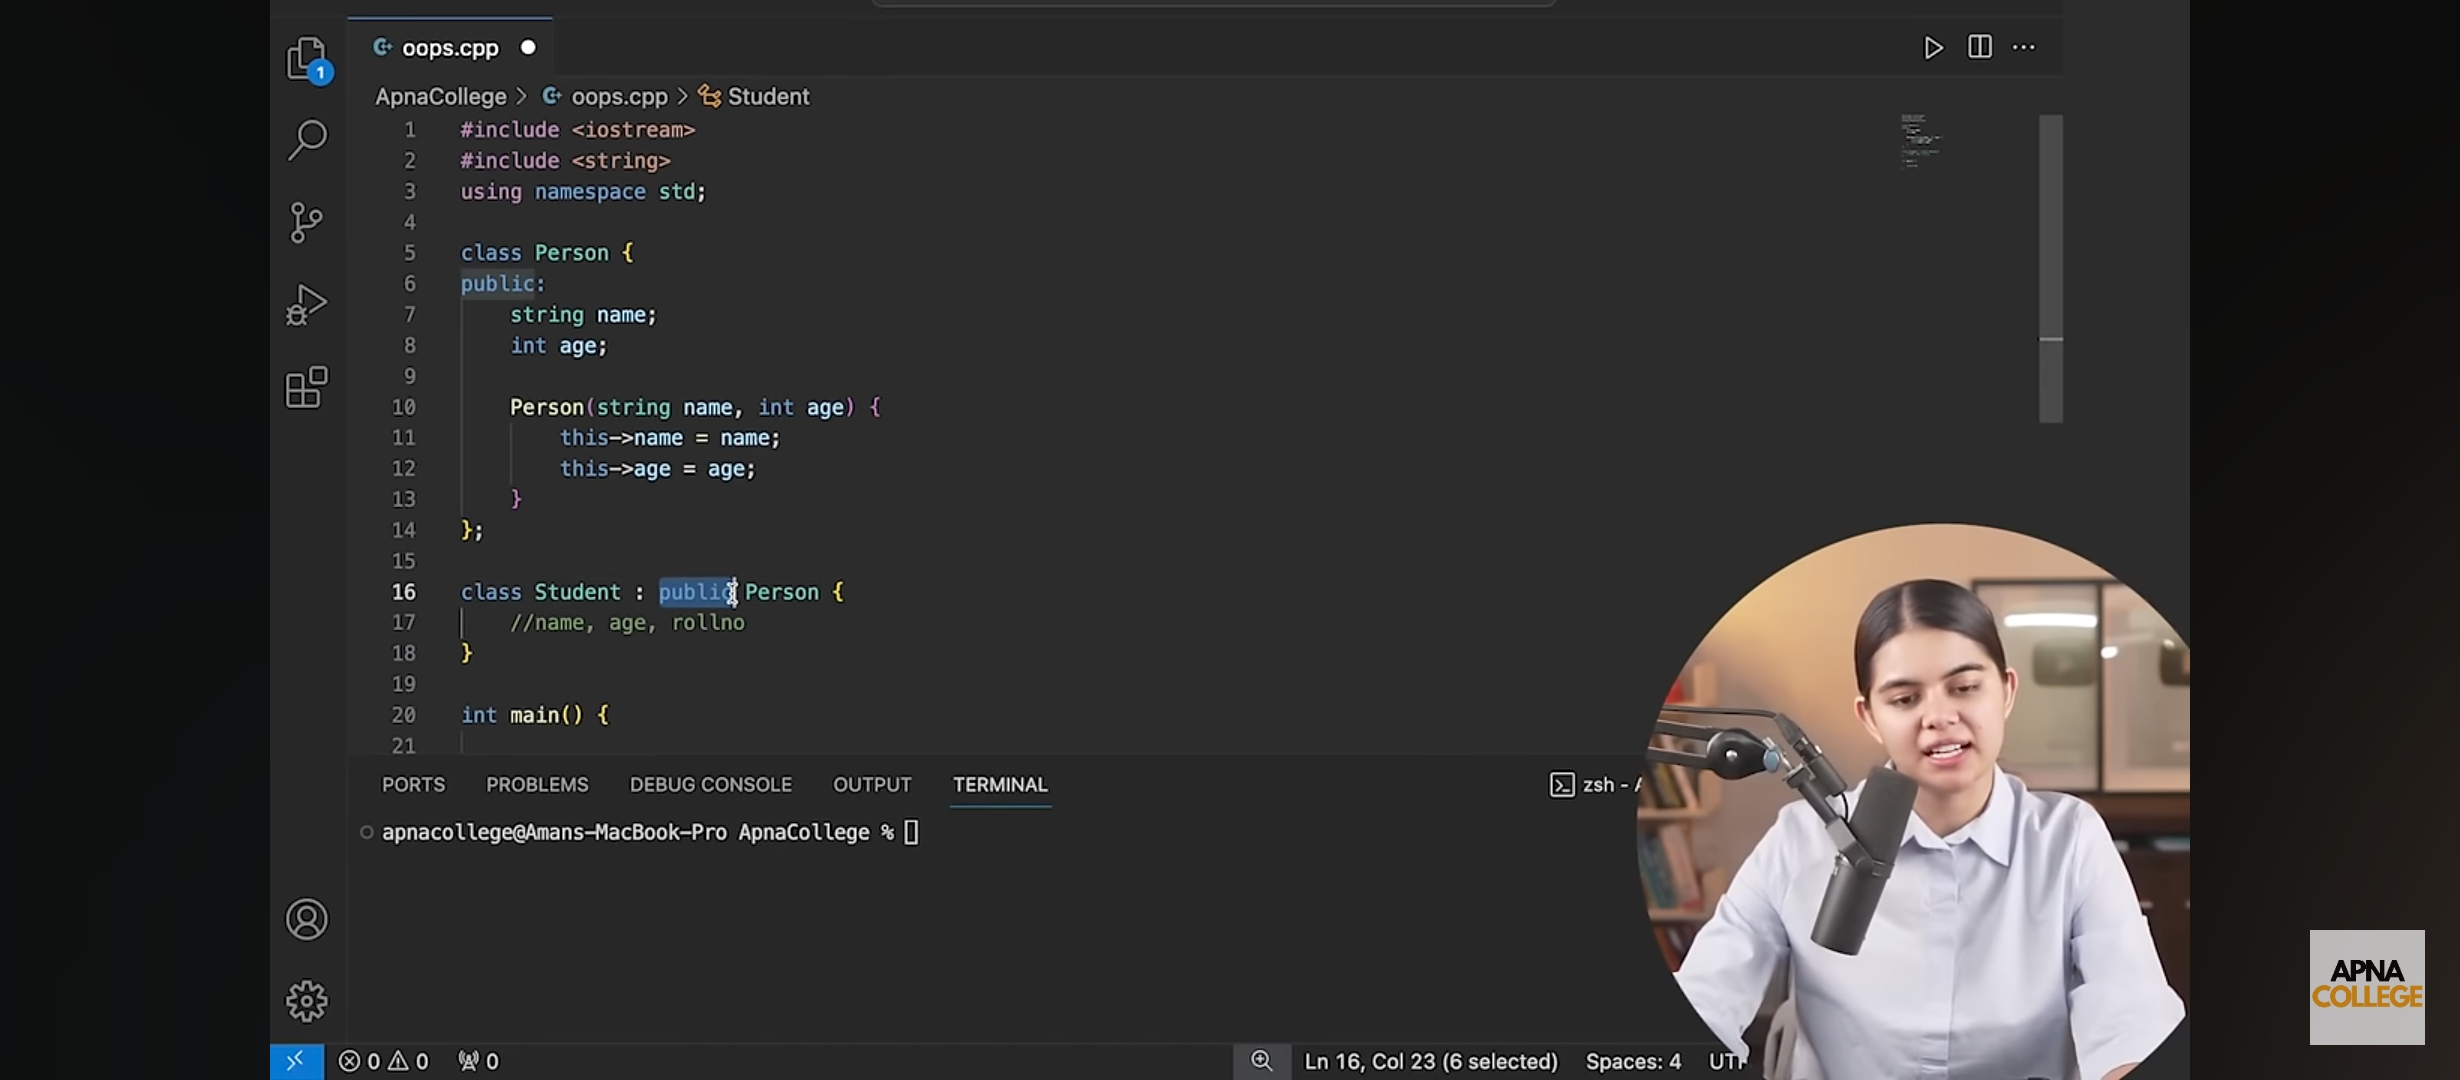 oops.cpp
1
ApnaCollege > oops.cpp > Student
1 #include <iostream>
2 #include <string>
3 using namespace std;
4
5 class Person {
6 public:
7 string name;
8 int age;
9
10 Person(string name, int age) {
11 this->name = name;
12 this->age = age;
13 }
14 };
15
16 class Student : public Person {
17 //name, age, rollno
18 }
19
20 int main() {
21
PORTS PROBLEMS DEBUG CONSOLE OUTPUT TERMINAL
zsh -
apnacollege@Amans-MacBook-Pro ApnaCollege %
APNA
COLLEGE
0 0 0
Ln 16, Col 23 (6 selected) Spaces: 4